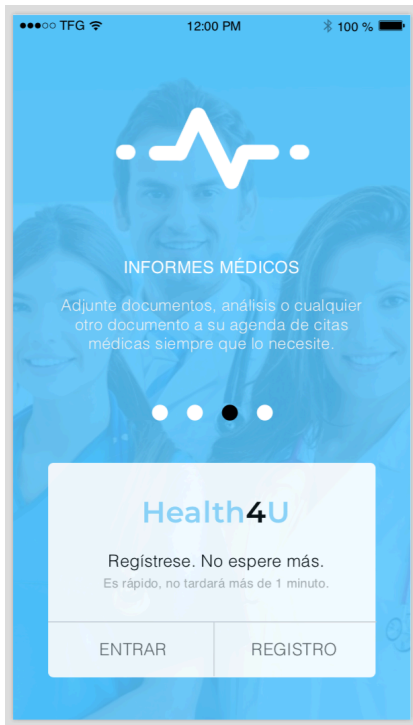 TFG 12:00 PM 100 %
INFORMES MÉDICOS
Adjunte documentos, análisis o cualquier
otro documento a su agenda de citas
médicas siempre que lo necesite.
Health4U
Regístrese. No espere más.
Es rápido, no tardará más de 1 minuto.
ENTRAR REGISTRO